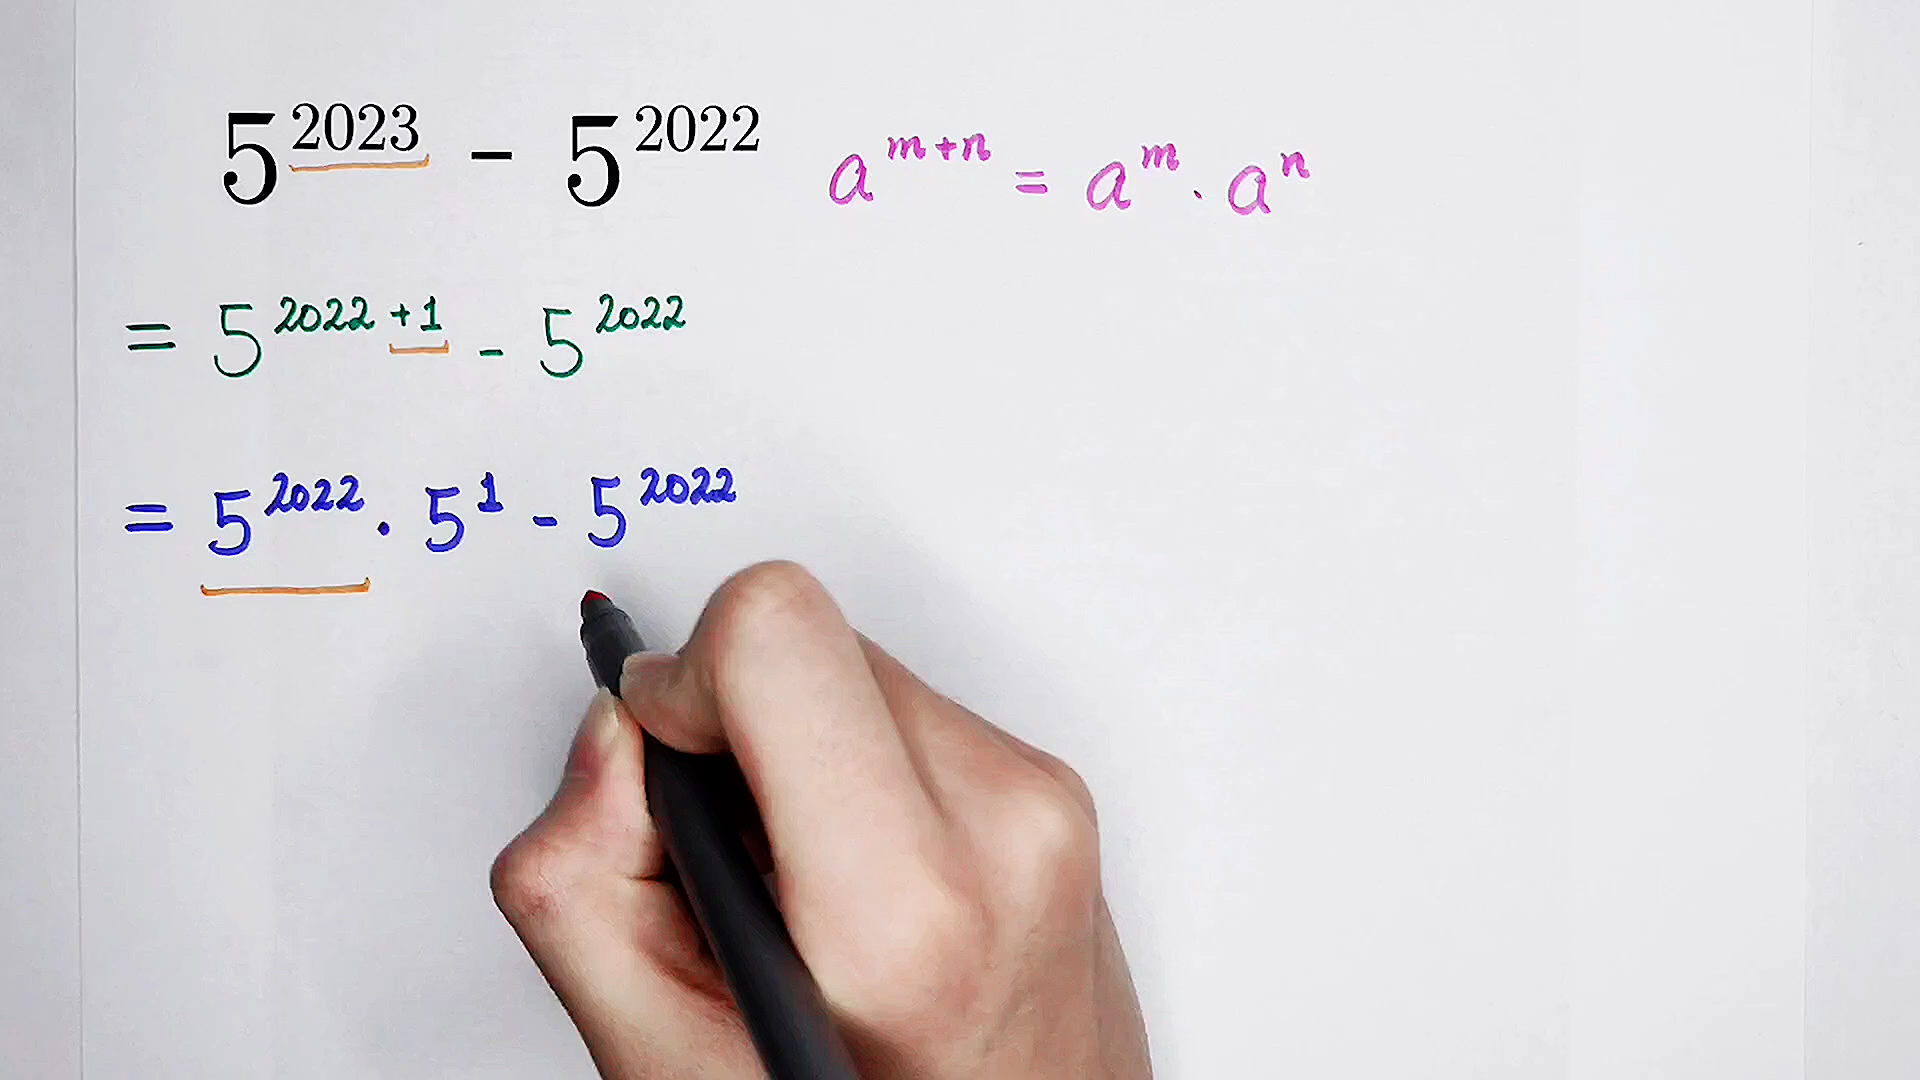 5^2023 - 5^2022   a^m+n = a^m · a^n
= 5^2022+1 - 5^2022
= 5^2022 · 5^1 - 5^2022